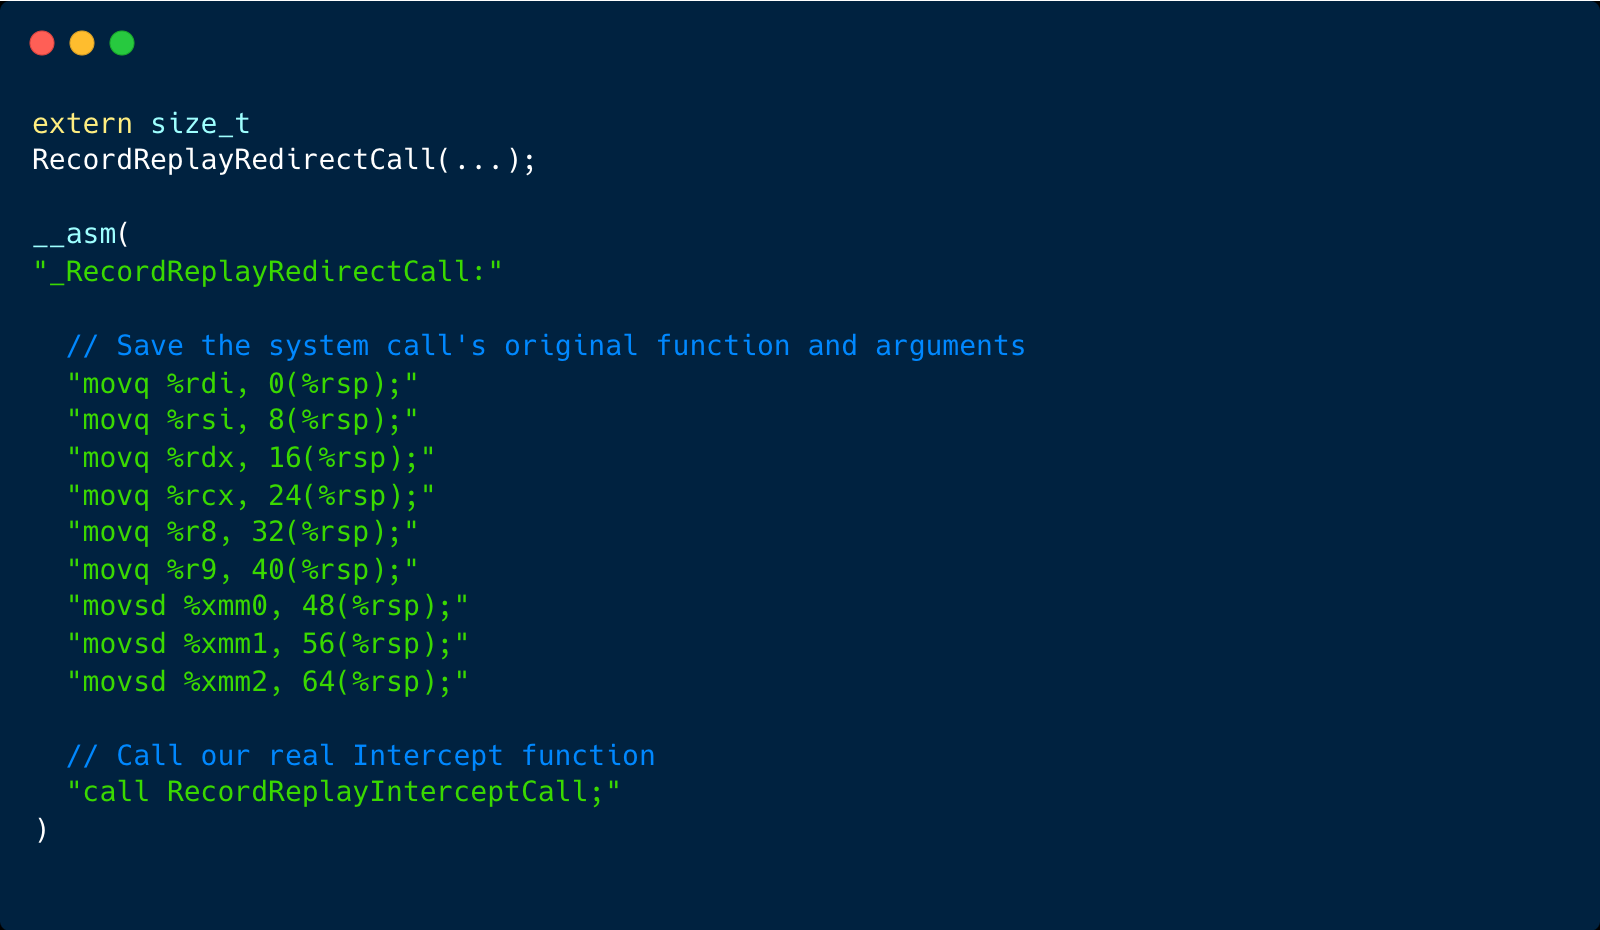 extern size_t
RecordReplayRedirectCall(...);
__asm(
"_RecordReplayRedirectCall:"
// Save the system call's original function and arguments
"movq %rdi, 0(%rsp);"
"movq %rsi, 8(%rsp);"
"movq %rdx, 16(%rsp);"
"movq %rcx, 24(%rsp);"
"movq %r8, 32(%rsp);"
"movq %r9, 40(%rsp);"
"movsd %xmm0, 48(%rsp);"
"movsd %xmm1, 56(%rsp);"
"movsd %xmm2, 64(%rsp);"
// Call our real Intercept function
"call RecordReplayInterceptCall;"
)